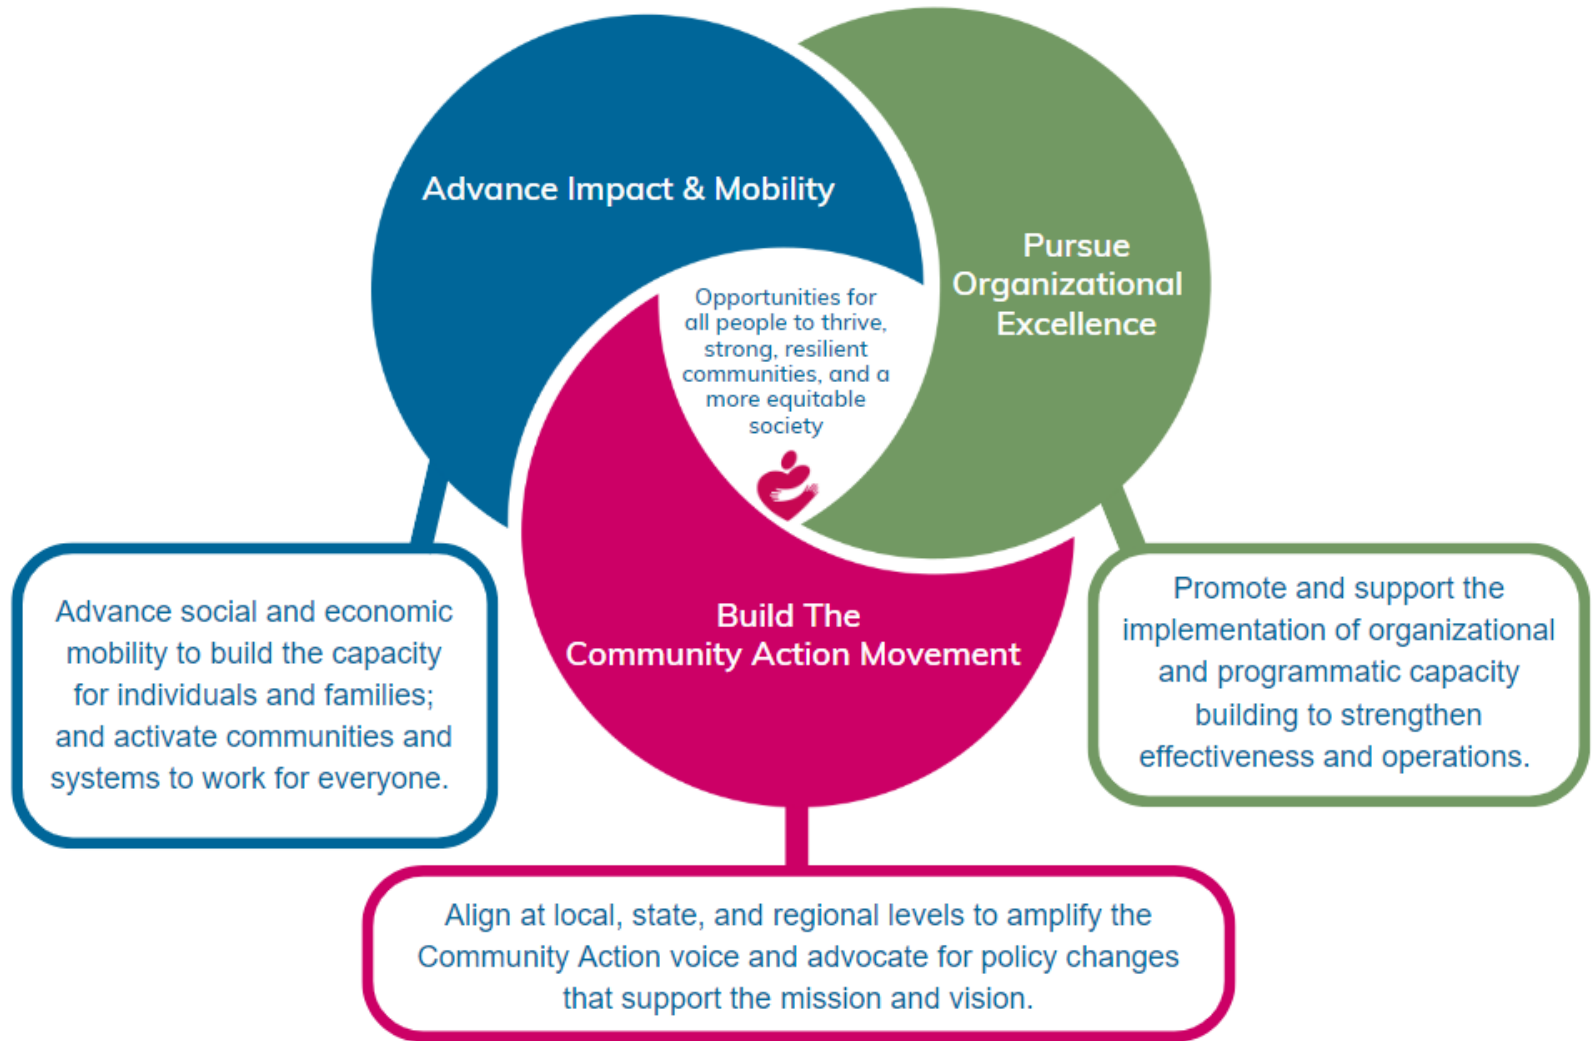 Advance Impact & Mobility
Pursue
Organizational
Excellence
Opportunities for
all people to thrive,
strong, resilient
communities, and a
more equitable
society
Build The
Community Action Movement
Advance social and economic
mobility to build the capacity
for individuals and families;
and activate communities and
systems to work for everyone.
Promote and support the
implementation of organizational
and programmatic capacity
building to strengthen
effectiveness and operations.
Align at local, state, and regional levels to amplify the
Community Action voice and advocate for policy changes
that support the mission and vision.